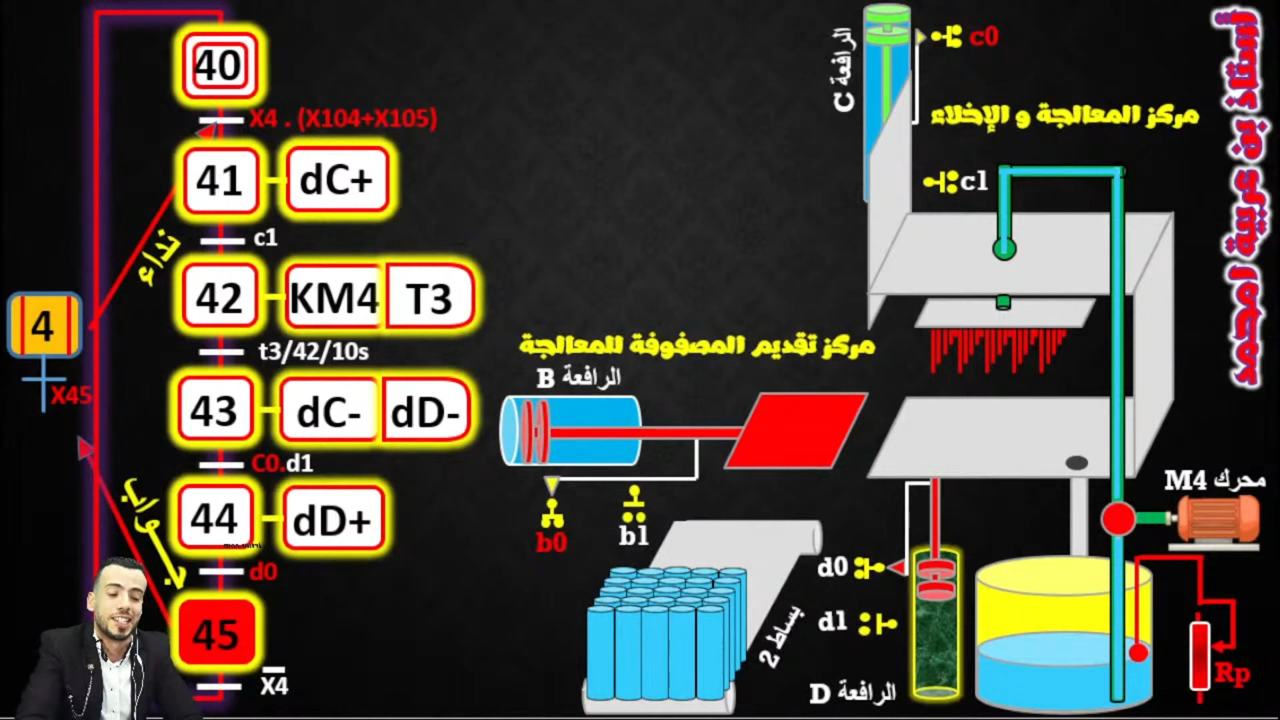 40
X4 . (X104+X105)
41
dC+
c1
42
KM4
T3
t3/42/10s
43
dC-
dD-
C0.d1
44
dD+
d0
45
X4
4
X45
نداء
جواب
الرافعة C
c0
مركز المعالجة و الإخلاء
c1
مركز تقديم المصفوفة للمعالجة
الرافعة B
b0
b1
بساط 2
d0
d1
الرافعة D
محرك M4
Rp
أستاذ بن عربية امحمد